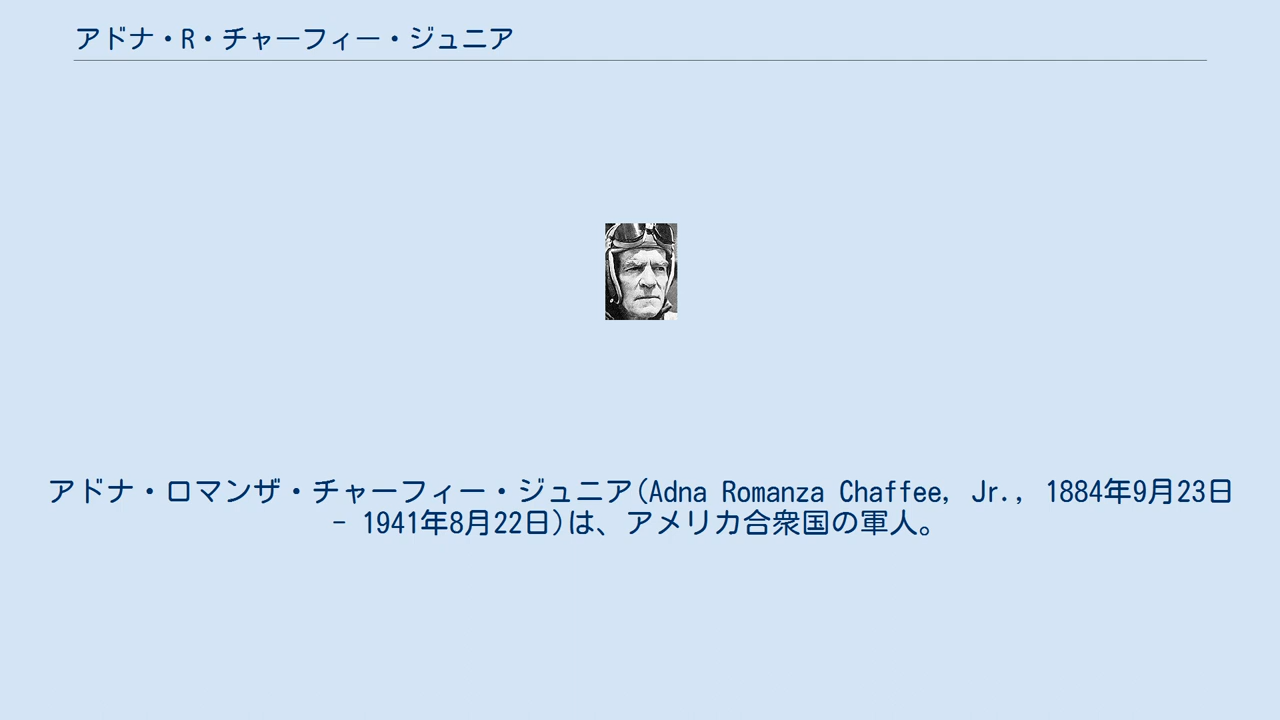 アドナ・R・チャーフィー・ジュニア
アドナ・ロマンザ・チャーフィー・ジュニア(Adna Romanza Chaffee, Jr., 1884年9月23日
- 1941年8月22日)は、アメリカ合衆国の軍人。